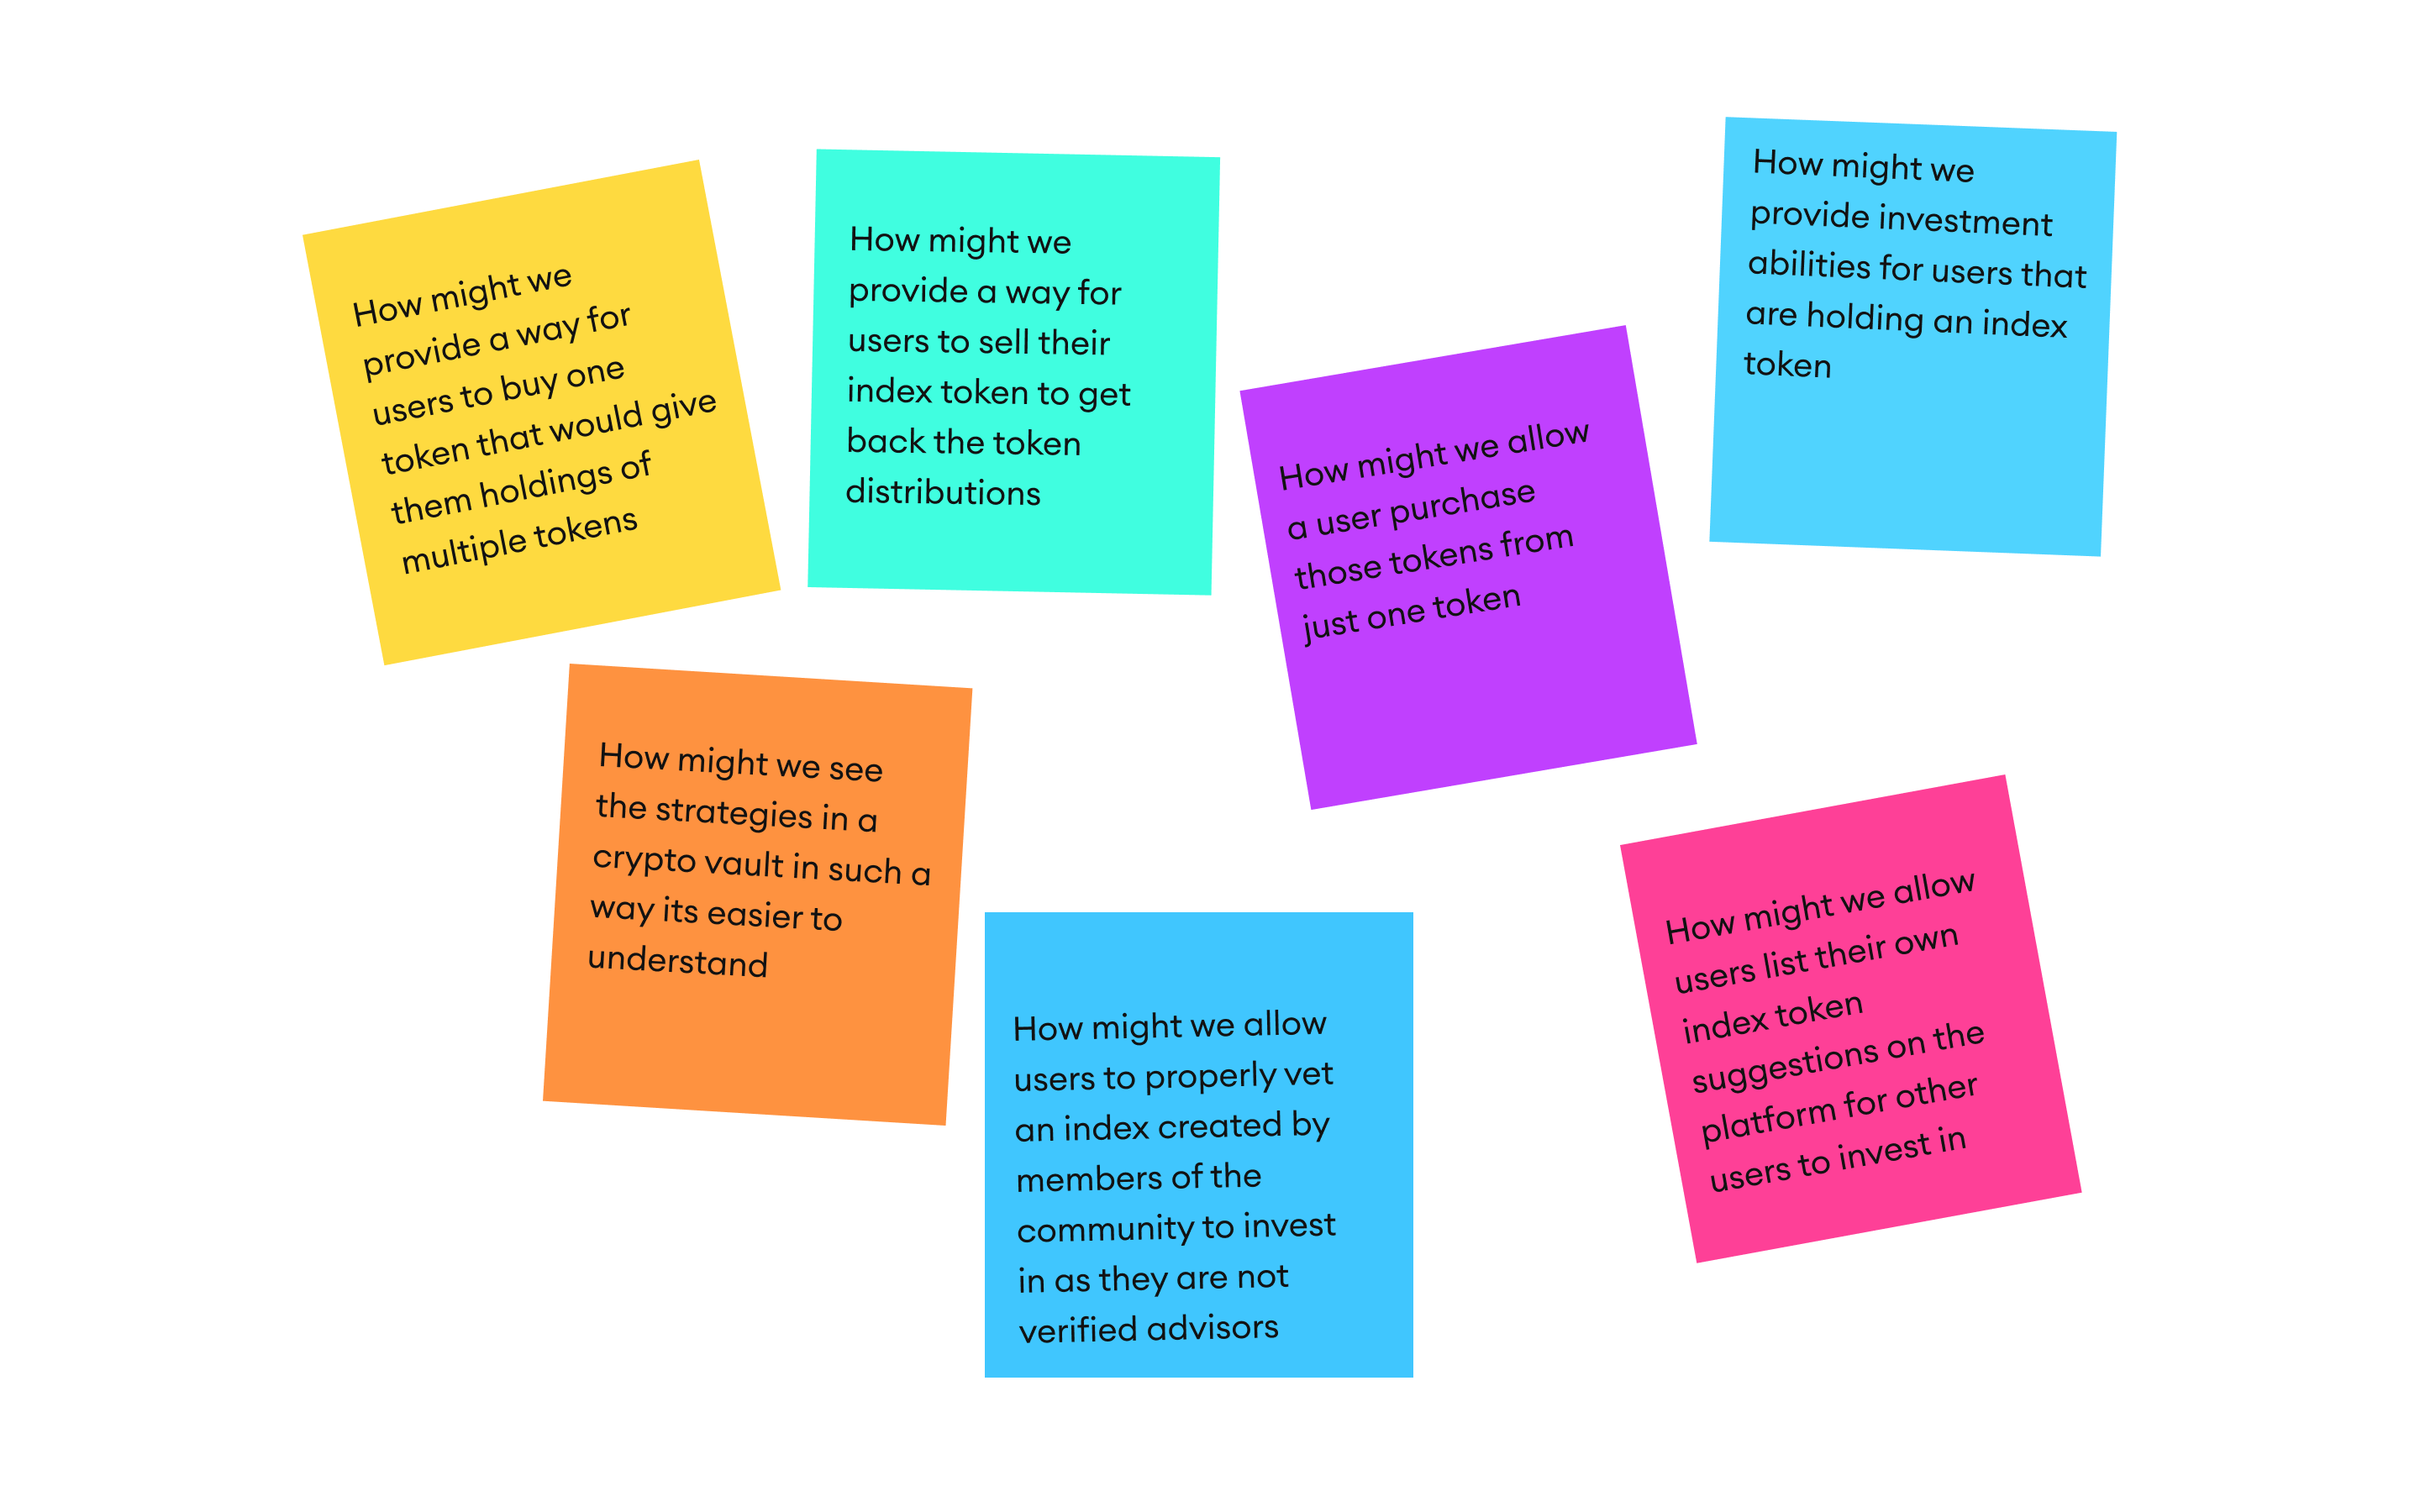 How might we
provide a way for
users to buy one
token that would give
them holdings of
multiple tokens
How might we
provide a way for
users to sell their
index token to get
back the token
distributions
How might we allow
a user purchase
those tokens from
just one token
How might we
provide investment
abilities for users that
are holding an index
token
How might we see
the strategies in a
crypto vault in such a
way its easier to
understand
How might we allow
users to properly vet
an index created by
members of the
community to invest
in as they are not
verified advisors
How might we allow
users list their own
index token
suggestions on the
platform for other
users to invest in